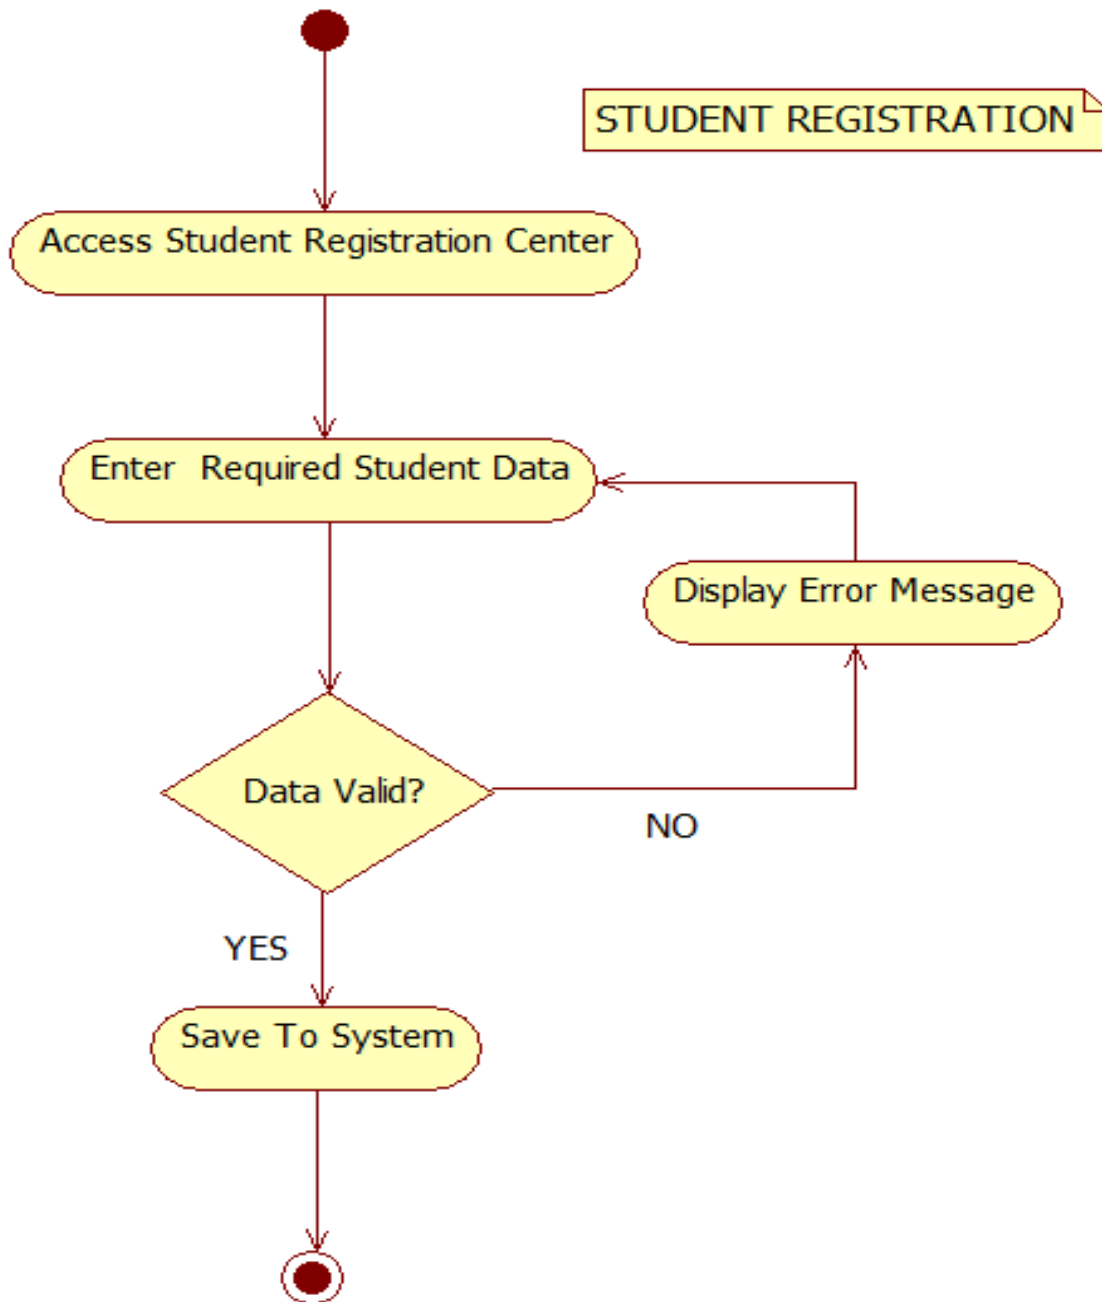 STUDENT REGISTRATION
Access Student Registration Center
Enter  Required Student Data
Display Error Message
Data Valid?
NO
YES
Save To System